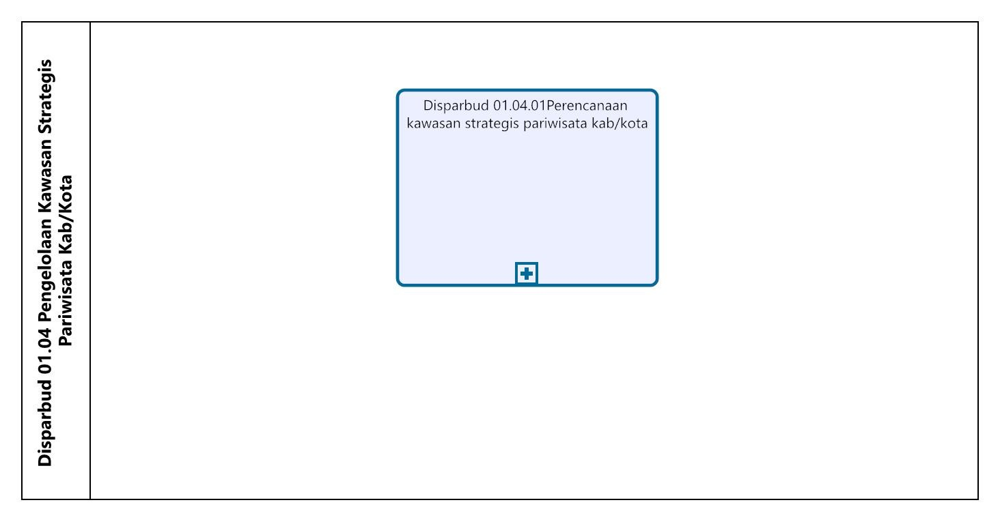 Disparbud 01.04 Pengelolaan Kawasan Strategis
Pariwisata Kab/Kota
Disparbud 01.04.01Perencanaan
kawasan strategis pariwisata kab/kota